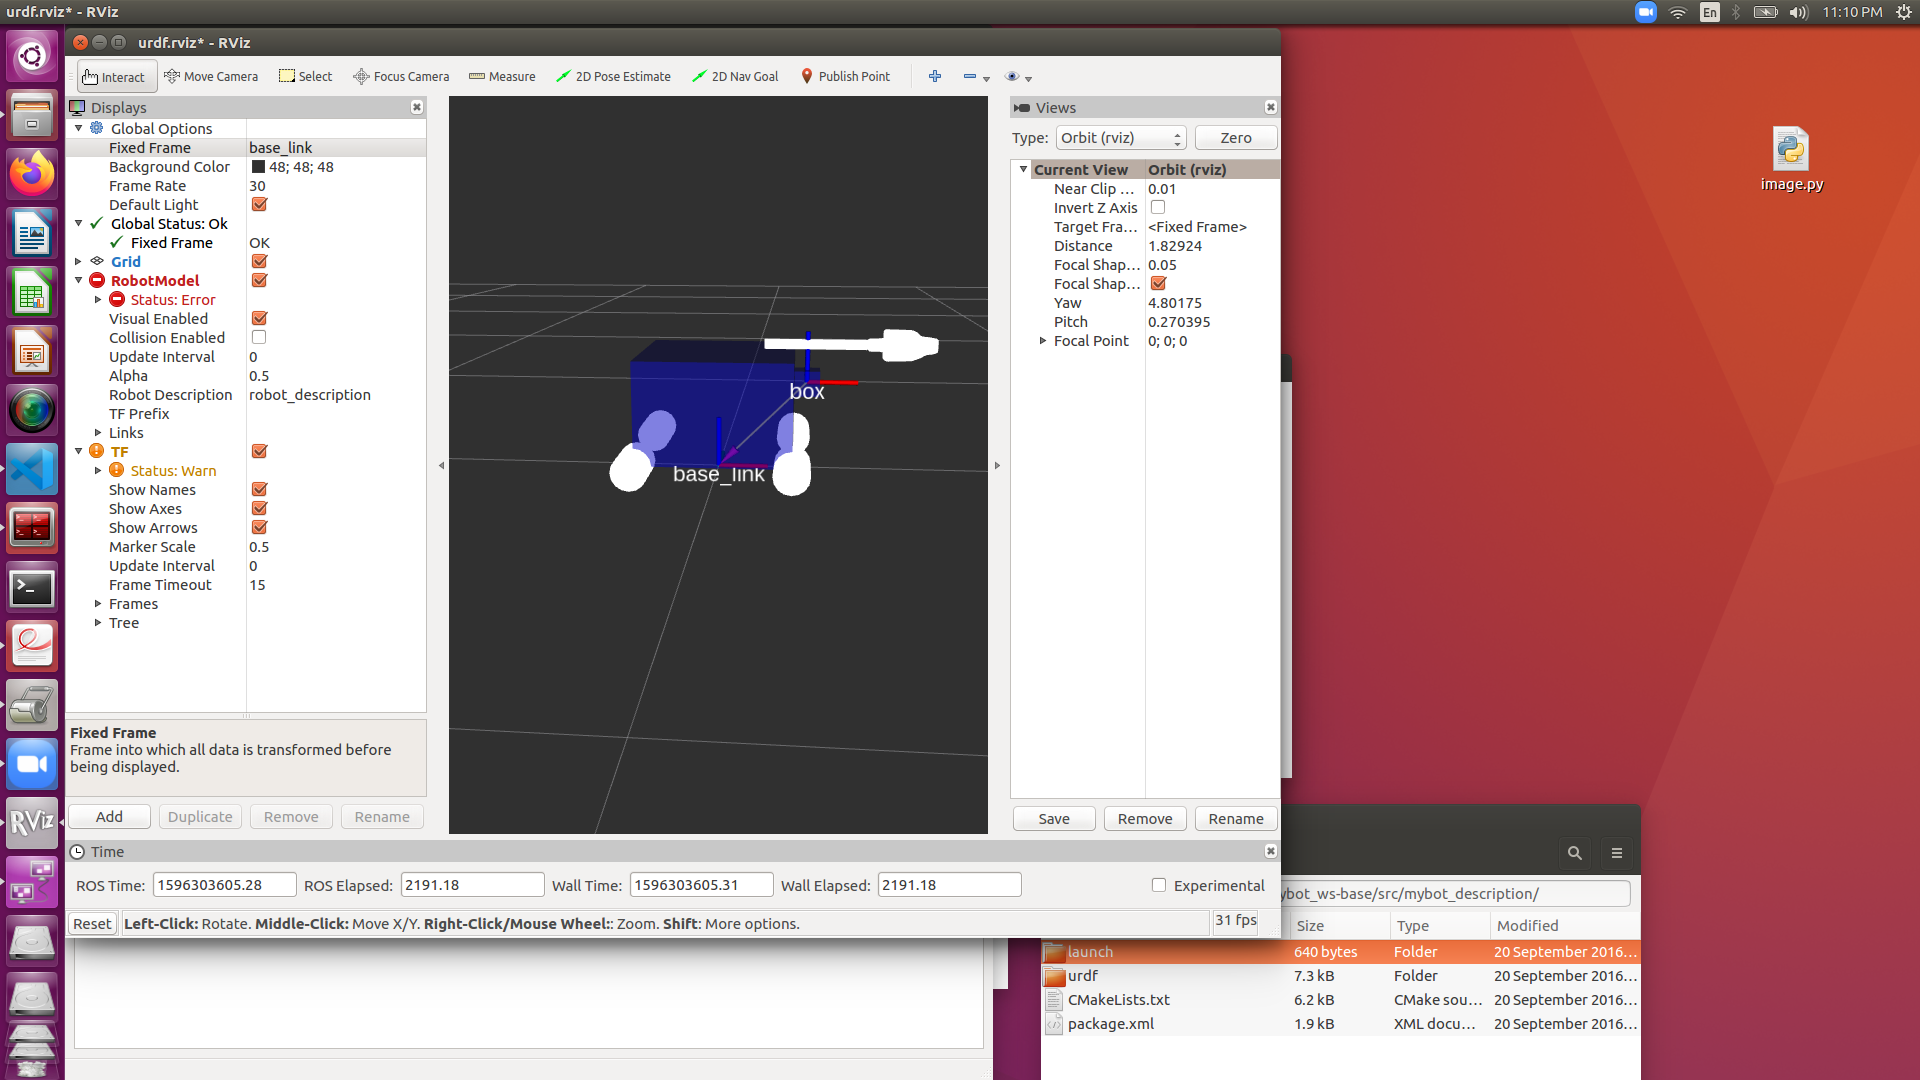 urdf.rviz* - RViz
En
11:10 PM
urdf.rviz* - RViz
Interact Move Camera Select Focus Camera Measure 2D Pose Estimate 2D Nav Goal Publish Point
Displays
Global Options
Fixed Frame base_link
Background Color 48; 48; 48
Frame Rate 30
Default Light
Global Status: Ok
Fixed Frame OK
Grid
RobotModel
Status: Error
Visual Enabled
Collision Enabled
Update Interval 0
Alpha 0.5
Robot Description robot_description
TF Prefix
Links
TF
Status: Warn
Show Names
Show Axes
Show Arrows
Marker Scale 0.5
Update Interval 0
Frame Timeout 15
Frames
Tree
Fixed Frame
Frame into which all data is transformed before
being displayed.
Add Duplicate Remove Rename
box
base_link
Views
Type: Orbit (rviz) Zero
Current View Orbit (rviz)
Near Clip ... 0.01
Invert Z Axis
Target Fra... <Fixed Frame>
Distance 1.82924
Focal Shap... 0.05
Focal Shap...
Yaw 4.80175
Pitch 0.270395
Focal Point 0; 0; 0
Save Remove Rename
Time
ROS Time: 1596303605.28 ROS Elapsed: 2191.18 Wall Time: 1596303605.31 Wall Elapsed: 2191.18 Experimental
Reset Left-Click: Rotate. Middle-Click: Move X/Y. Right-Click/Mouse Wheel:: Zoom. Shift: More options. 31 fps
RViz
image.py
ybot_ws-base/src/mybot_description/
Size Type Modified
launch 640 bytes Folder 20 September 2016...
urdf 7.3 kB Folder 20 September 2016...
CMakeLists.txt 6.2 kB CMake sou... 20 September 2016...
package.xml 1.9 kB XML docu... 20 September 2016...